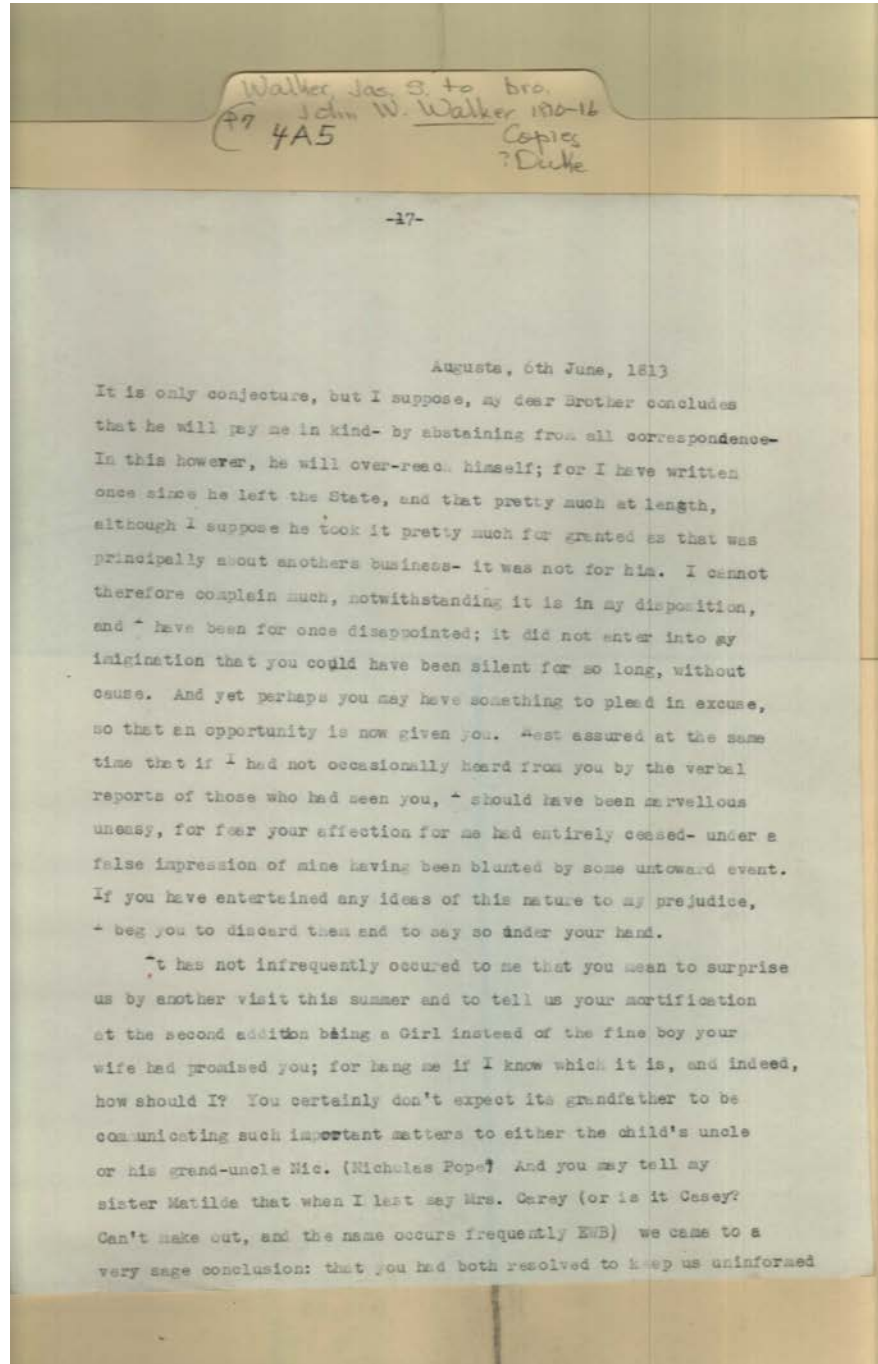 Walker, Jas. S. to bro.
John W. Walker 1810-16
P7 4A5 Copies
? Duke
-17-
Augusta, 6th June, 1813
It is only conjecture, but I suppose, my dear Brother concludes
that he will pay me in kind- by abstaining from all correspondence-
In this howerer, he will over-reach himself; for I have written
once since he left the State, and that pretty much at length,
although I suppose he took it pretty much for granted as that was
principally about anothers business- it was not for him. I cannot
therefore complain much, notwithstanding it is in my disposition,
and I have been for once disappointed; it did not enter into my
imigination that you could have been silent for so long, without
cause. And yet perhaps you may have something to plead in excuse,
so that an opportunity is now given you. Rest assured at the same
time that if I had not occasionally heard from you by the verbal
reports of those who had seen you, I should have been marvellous
uneasy, for fear your affection for me had entirely ceased- under a
false impression of mine having been blunted by some untoward event.
If you have entertained any ideas of this nature to my prejudice,
I beg you to discard them and to say so under your hand.
It has not infrequently occured to me that you mean to surprise
us by another visit this summer and to tell us your mortification
at the second addition being a Girl instead of the fine boy your
wife had promised you; for hang me if I know which it is, and indeed,
how should I? You certainly don't expect its grandfather to be
communicating such important matters to either the child's uncle
or his grand-uncle Nic. (Nicholas Pope? And you may tell my
sister Matilda that when I last say Mrs. Carey (or is it Casey?
Can't make out, and the name occurs frequently EWB) we came to a
very sage conclusion: that you had both resolved to keep us uninformed